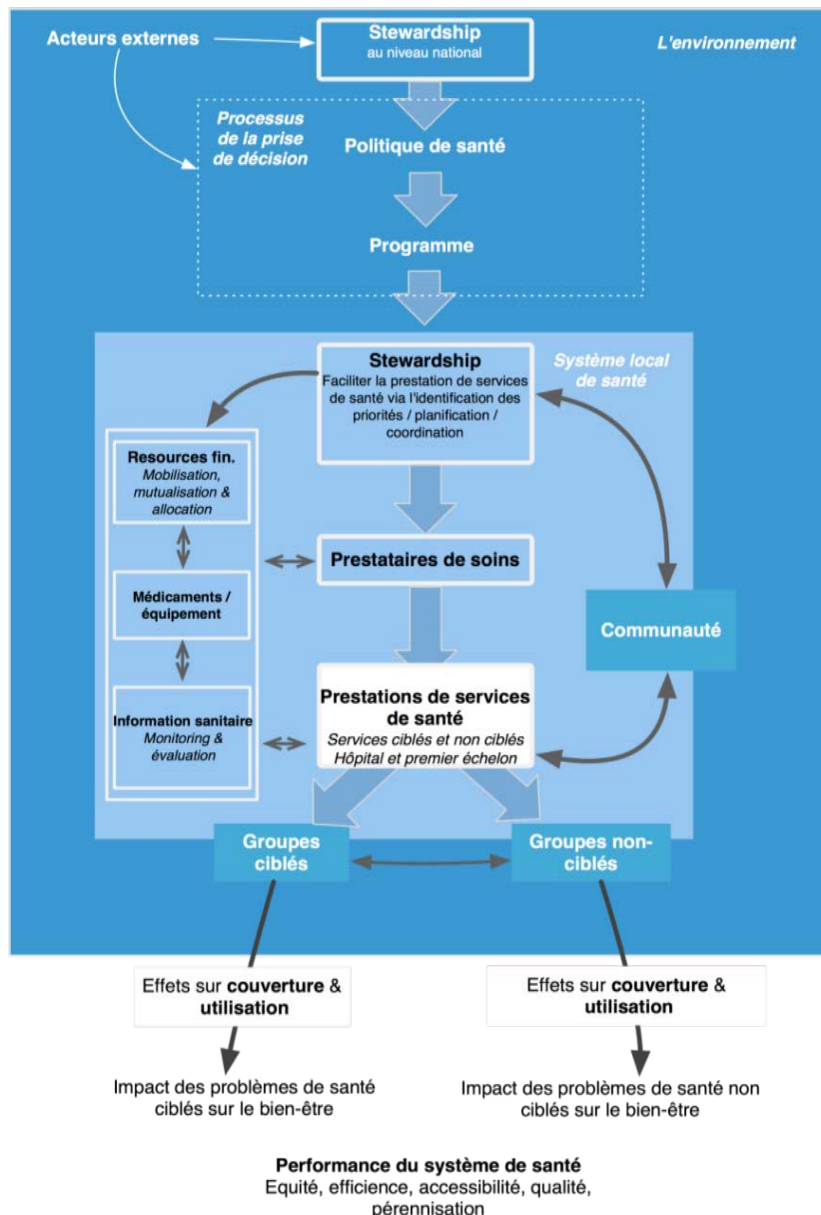 Acteurs externes
Stewardship
au niveau national
L'environnement
Processus
de la prise
de décision
Politique de santé
Programme
Stewardship
Faciliter la prestation de services
de santé via l'identification des
priorités / planification /
coordination
Système local
de santé
Resources fin.
Mobilisation,
mutualisation &
allocation
Prestataires de soins
Médicaments /
équipement
Communauté
Prestations de services
de santé
Services ciblés et non ciblés
Hôpital et premier échelon
Information sanitaire
Monitoring &
évaluation
Groupes
ciblés
Groupes non-
ciblés
Effets sur couverture &
utilisation
Effets sur couverture &
utilisation
Impact des problèmes de santé
ciblés sur le bien-être
Impact des problèmes de santé non
ciblés sur le bien-être
Performance du système de santé
Equité, efficience, accessibilité, qualité,
pérennisation